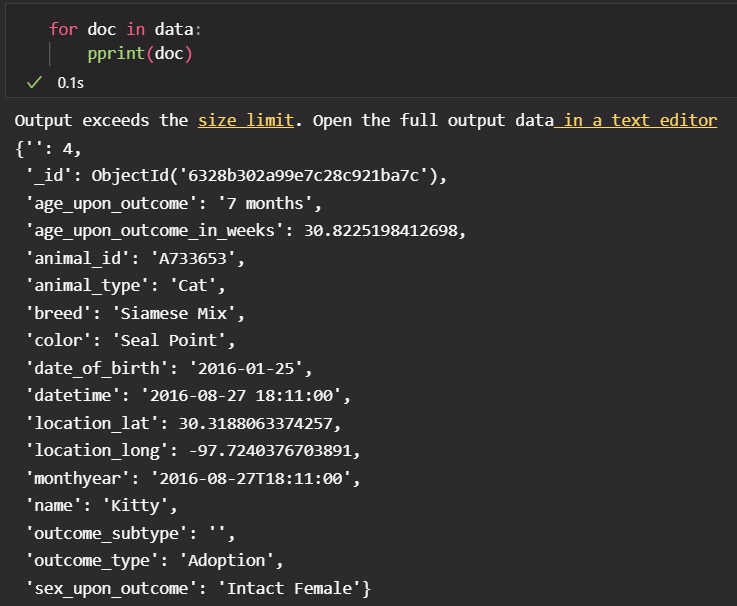 for doc in data:
    pprint(doc)
0.1s
Output exceeds the size limit. Open the full output data in a text editor
{'': 4,
 '_id': ObjectId('6328b302a99e7c28c921ba7c'),
 'age_upon_outcome': '7 months',
 'age_upon_outcome_in_weeks': 30.8225198412698,
 'animal_id': 'A733653',
 'animal_type': 'Cat',
 'breed': 'Siamese Mix',
 'color': 'Seal Point',
 'date_of_birth': '2016-01-25',
 'datetime': '2016-08-27 18:11:00',
 'location_lat': 30.3188063374257,
 'location_long': -97.7240376703891,
 'monthyear': '2016-08-27T18:11:00',
 'name': 'Kitty',
 'outcome_subtype': '',
 'outcome_type': 'Adoption',
 'sex_upon_outcome': 'Intact Female'}